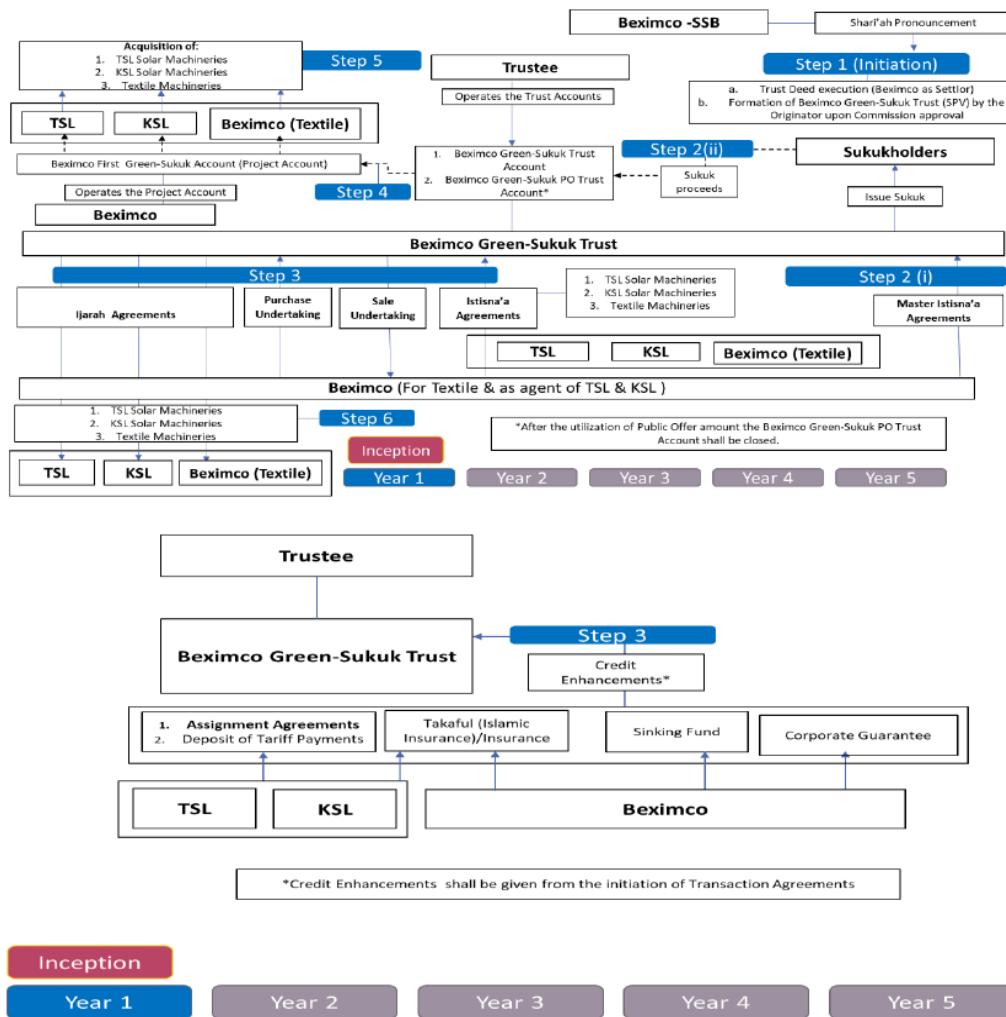 Beximco -SSB
Shari'ah Pronouncement
Acquisition of:
1. TSL Solar Machineries
2. KSL Solar Machineries
3. Textile Machineries
Step 5
Trustee
Step 1 (Initiation)
Operates the Trust Accounts
a. Trust Deed execution (Beximco as Settlor)
b. Formation of Beximco Green-Sukuk Trust (SPV) by the
Originator upon Commission approval
TSL
KSL
Beximco (Textile)
Beximco First Green-Sukuk Account (Project Account)
1. Beximco Green-Sukuk Trust
Account
2. Beximco Green-Sukuk PO Trust
Account*
Step 2(ii)
Sukuk
proceeds
Sukukholders
Operates the Project Account
Step 4
Issue Sukuk
Beximco
Beximco Green-Sukuk Trust
Step 3
Step 2 (i)
Ijarah Agreements
Purchase
Undertaking
Sale
Undertaking
Istisna'a
Agreements
1. TSL Solar Machineries
2. KSL Solar Machineries
3. Textile Machineries
Master Istisna'a
Agreements
TSL
KSL
Beximco (Textile)
Beximco (For Textile & as agent of TSL & KSL )
1. TSL Solar Machineries
2. KSL Solar Machineries
3. Textile Machineries
Step 6
*After the utilization of Public Offer amount the Beximco Green-Sukuk PO Trust
Account shall be closed.
TSL
KSL
Beximco (Textile)
Inception
Year 1
Year 2
Year 3
Year 4
Year 5
Trustee
Beximco Green-Sukuk Trust
Step 3
Credit
Enhancements*
1. Assignment Agreements
2. Deposit of Tariff Payments
Takaful (Islamic
Insurance)/Insurance
Sinking Fund
Corporate Guarantee
TSL
KSL
Beximco
*Credit Enhancements shall be given from the initiation of Transaction Agreements
Inception
Year 1
Year 2
Year 3
Year 4
Year 5